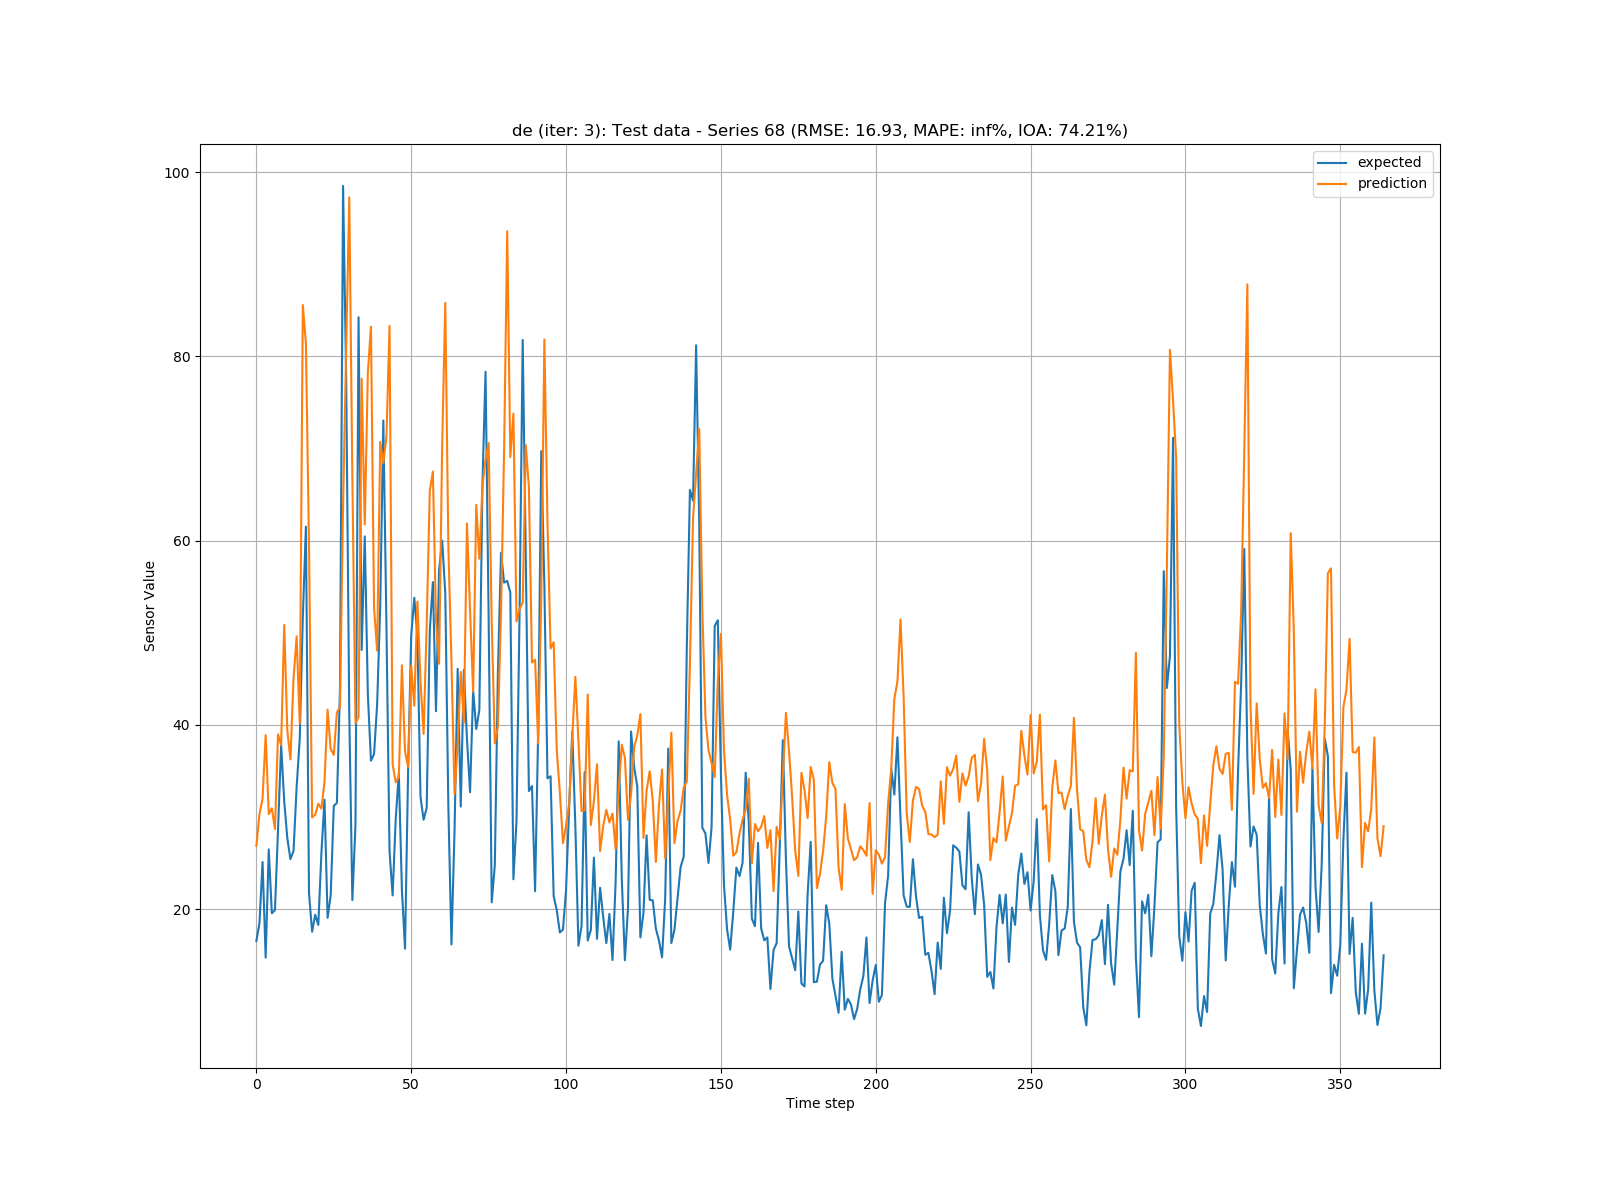 de (iter: 3): Test data - Series 68 (RMSE: 16.93, MAPE: inf%, IOA: 74.21%)
expected
prediction
100
80
60
40
20
Sensor Value
0 50 100 150 200 250 300 350
Time step